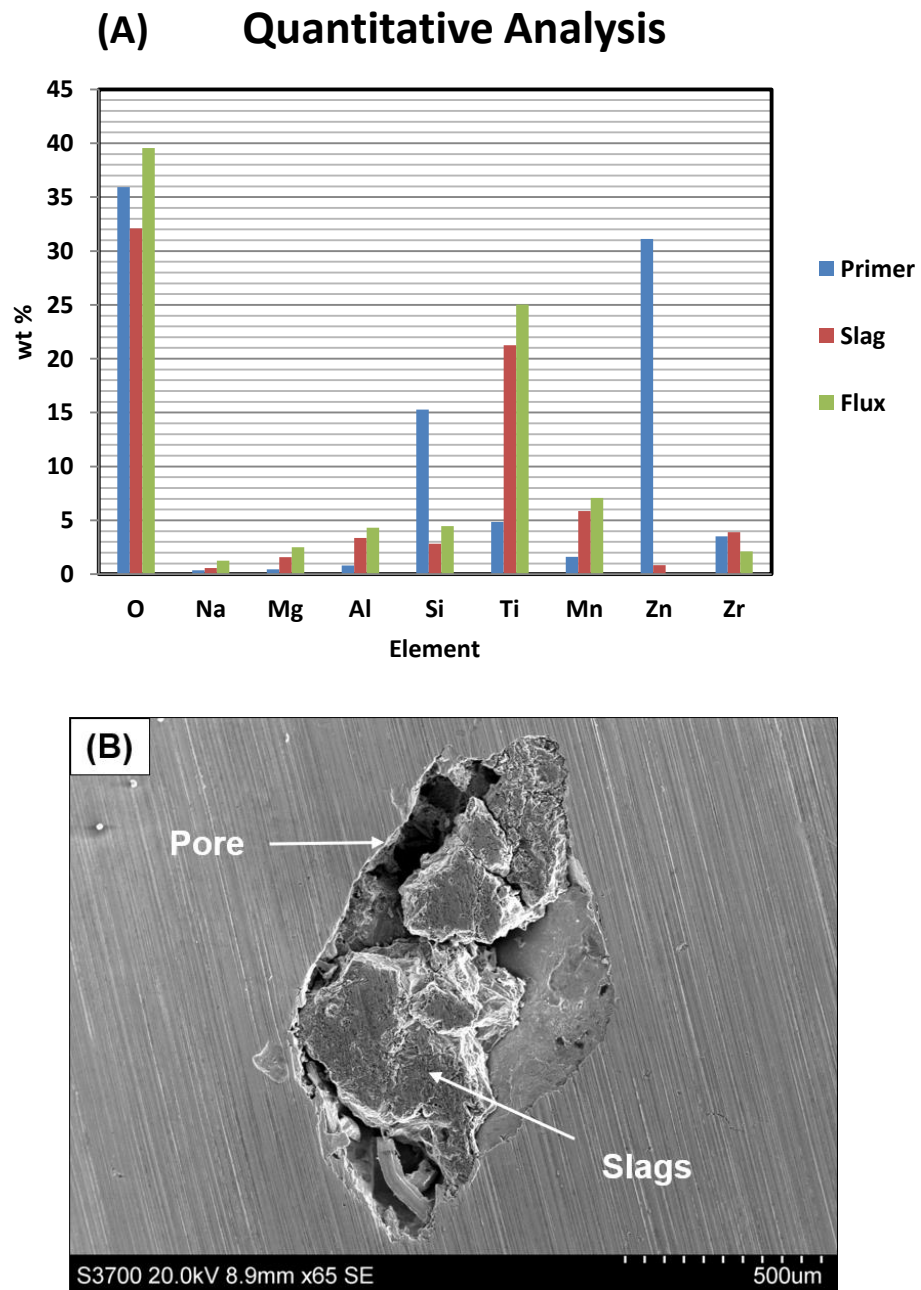 (A) Quantitative Analysis
45
40
35
30
25
20
15
10
5
0
wt %
O Na Mg Al Si Ti Mn Zn Zr
Element
Primer
Slag
Flux
(B)
Pore
Slags
S3700 20.0kV 8.9mm x65 SE 500um